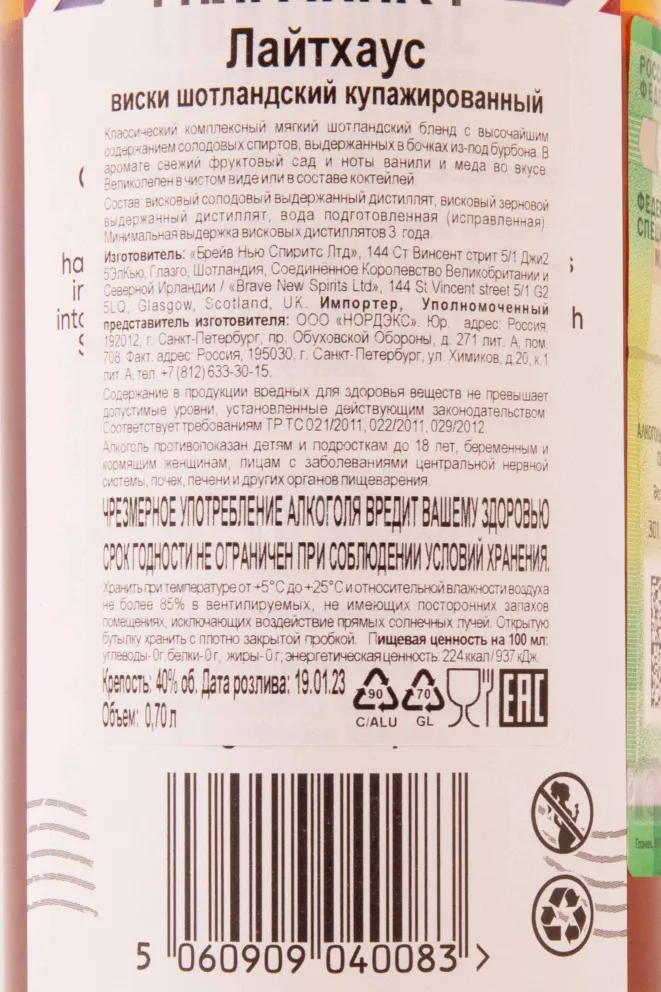 Лайтхаус
виски шотландский купажированный
Классический комплексный мягкий шотландский бленд с высочайшим
содержанием солодовых спиртов, выдержанных в бочках из-под бурбона. В
аромате свежий фруктовый сад и ноты ванили и меда во вкусе.
Великолепен в чистом виде или в составе коктейлей.
Состав: висковый солодовый выдержанный дистиллят, висковый зерновой
выдержанный дистиллят, вода подготовленная (исправленная).
Минимальная выдержка висковых дистиллятов 3 года.
Изготовитель: «Брейв Нью Спиритс Лтд», 144 Ст Винсент стрит 5/1 Джи2
5ЭлКью, Глазго, Шотландия, Соединенное Королевство Великобритании и
Северной Ирландии / «Brave New Spirits Ltd», 144 St Vincent street 5/1 G2
5LQ, Glasgow, Scotland, UK. Импортер, Уполномоченный
представитель изготовителя: ООО «НОРДЭКС». Юр. адрес: Россия,
192012, г. Санкт-Петербург, пр. Обуховской Обороны, д. 271 лит. А, пом.
708. Факт. адрес: Россия, 195030, г. Санкт-Петербург, ул. Химиков, д.20, к.1
лит. А, тел. +7 (812) 633-30-15.
Содержание в продукции вредных для здоровья веществ не превышает
допустимые уровни, установленные действующим законодательством.
Соответствует требованиям ТР ТС 021/2011, 022/2011, 029/2012.
Алкоголь противопоказан детям и подросткам до 18 лет, беременным и
кормящим женщинам, лицам с заболеваниями центральной нервной
системы, почек, печени и других органов пищеварения.
ЧРЕЗМЕРНОЕ УПОТРЕБЛЕНИЕ АЛКОГОЛЯ ВРЕДИТ ВАШЕМУ ЗДОРОВЬЮ
СРОК ГОДНОСТИ НЕ ОГРАНИЧЕН ПРИ СОБЛЮДЕНИИ УСЛОВИЙ ХРАНЕНИЯ.
Хранить при температуре от +5°С до +25°С и относительной влажности воздуха
не более 85% в вентилируемых, не имеющих посторонних запахов
помещениях, исключающих воздействие прямых солнечных лучей. Открытую
бутылку хранить с плотно закрытой пробкой. Пищевая ценность на 100 мл:
углеводы- 0г, белки- 0 г, жиры- 0 г; энергетическая ценность: 224 ккал / 937 кДж.
Крепость: 40% об. Дата розлива: 19.01.23
Объем: 0,70 л
90
C/ALU
70
GL
EAC
5 060909 040083 >